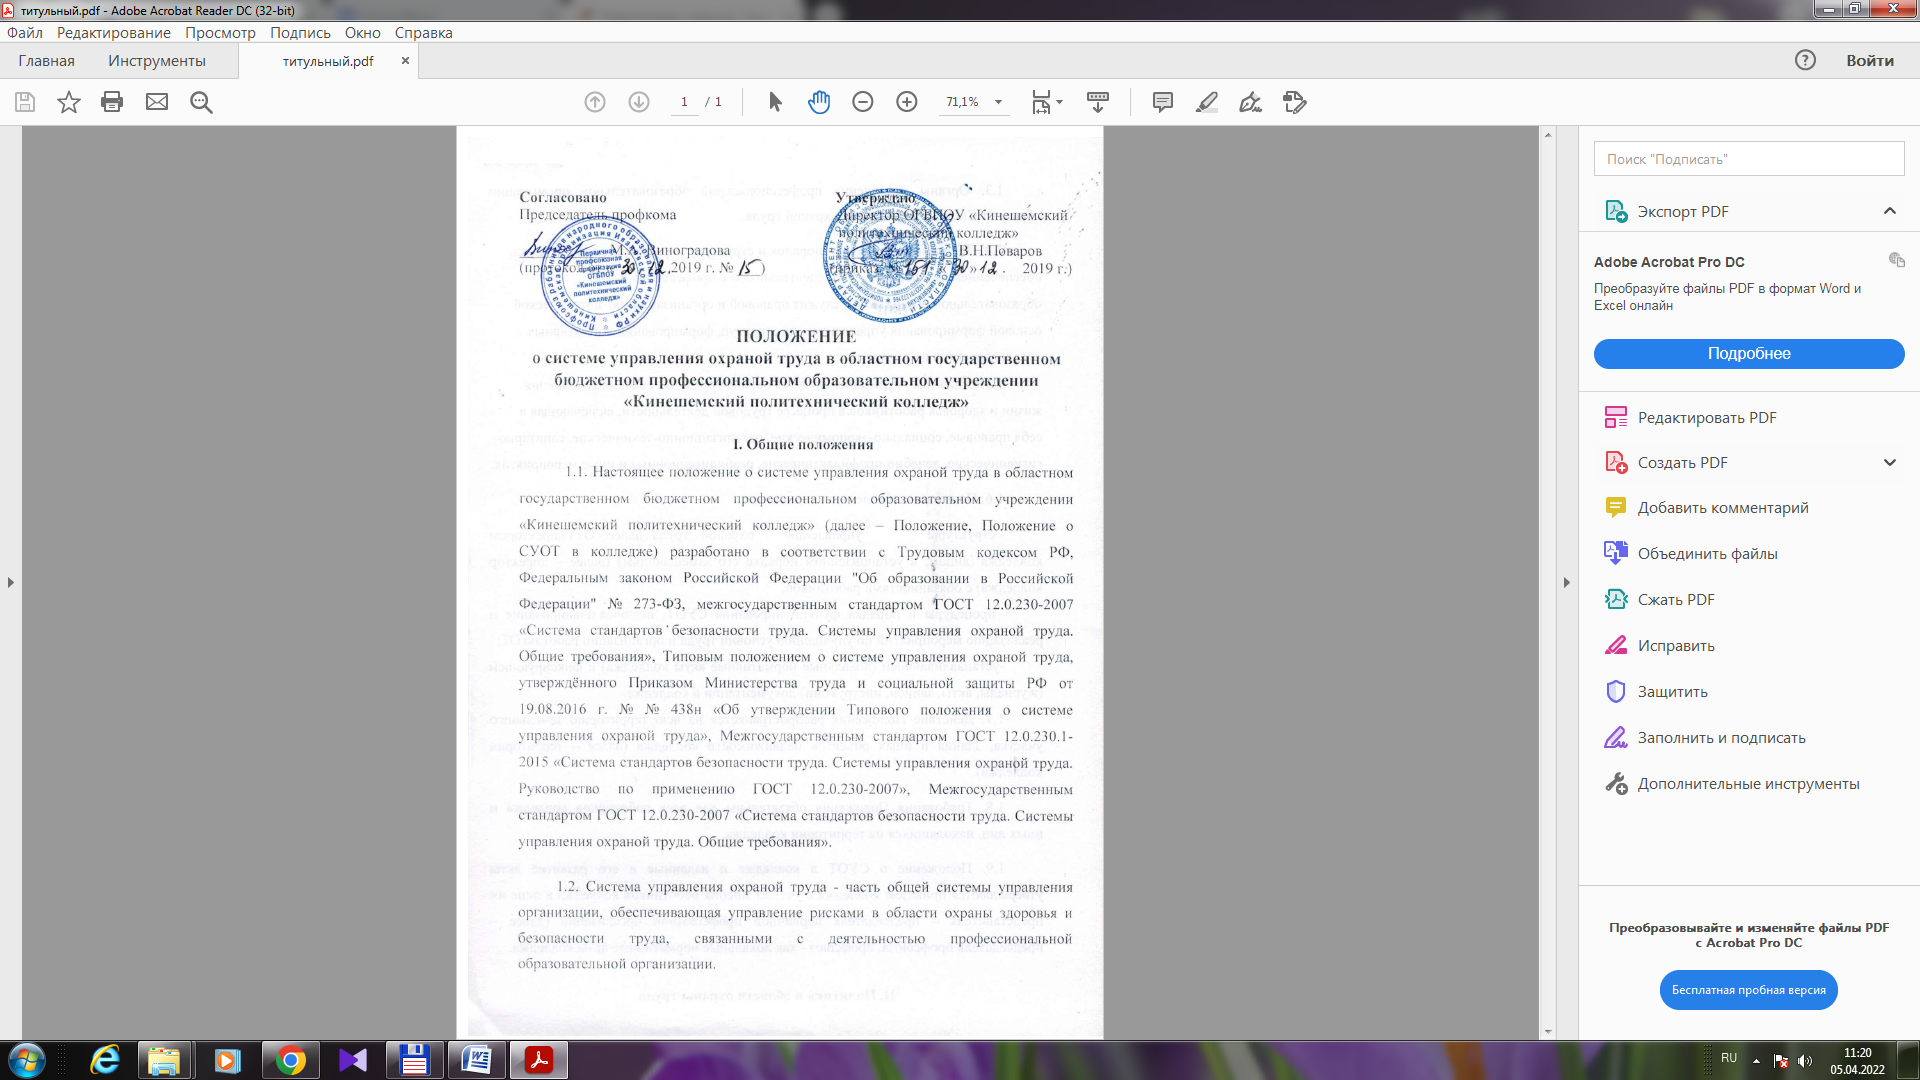 титульный.pdf - Adobe Acrobat Reader DC (32-bit)
Файл Редактирование Просмотр Подпись Окно Справка
Главная Инструменты титульный.pdf × Войти
1 / 1 71,1%
Согласовано
Председатель профкома
Виноградова
30 12.2019 г. № 15)
Утверждаю
Директор ОГБПОУ «Кинешемский
политехнический колледж»
В.Н.Поваров
(приказ № 151 «30»12. 2019 г.)
Первичная
профсоюзная
организация
ОГБПОУ
«Кинешемский
политехнический
колледж»
ПОЛОЖЕНИЕ
о системе управления охраной труда в областном государственном
бюджетном профессиональном образовательном учреждении
«Кинешемский политехнический колледж»
I. Общие положения
1.1. Настоящее положение о системе управления охраной труда в областном
государственном бюджетном профессиональном образовательном учреждении
«Кинешемский политехнический колледж» (далее – Положение, Положение о
СУОТ в колледже) разработано в соответствии с Трудовым кодексом РФ,
Федеральным законом Российской Федерации "Об образовании в Российской
Федерации" № 273-ФЗ, межгосударственным стандартом ГОСТ 12.0.230-2007
«Система стандартов безопасности труда. Системы управления охраной труда.
Общие требования», Типовым положением о системе управления охраной труда,
утверждённого Приказом Министерства труда и социальной защиты РФ от
19.08.2016 г. № № 438н «Об утверждении Типового положения о системе
управления охраной труда», Межгосударственным стандартом ГОСТ 12.0.230.1-
2015 «Система стандартов безопасности труда. Системы управления охраной труда.
Руководство по применению ГОСТ 12.0.230-2007», Межгосударственным
стандартом ГОСТ 12.0.230-2007 «Система стандартов безопасности труда. Системы
управления охраной труда. Общие требования».
1.2. Система управления охраной труда - часть общей системы управления
организации, обеспечивающая управление рисками в области охраны здоровья и
безопасности труда, связанными с деятельностью профессиональной
образовательной организации.
Поиск "Подписать"
Экспорт PDF
Adobe Acrobat Pro DC
Преобразуйте файлы PDF в формат Word и
Excel онлайн
Подробнее
Редактировать PDF
Создать PDF
Добавить комментарий
Объединить файлы
Сжать PDF
Исправить
Защитить
Заполнить и подписать
Дополнительные инструменты
Преобразовывайте и изменяйте файлы PDF
с Acrobat Pro DC
Бесплатная пробная версия
RU
11:20
05.04.2022